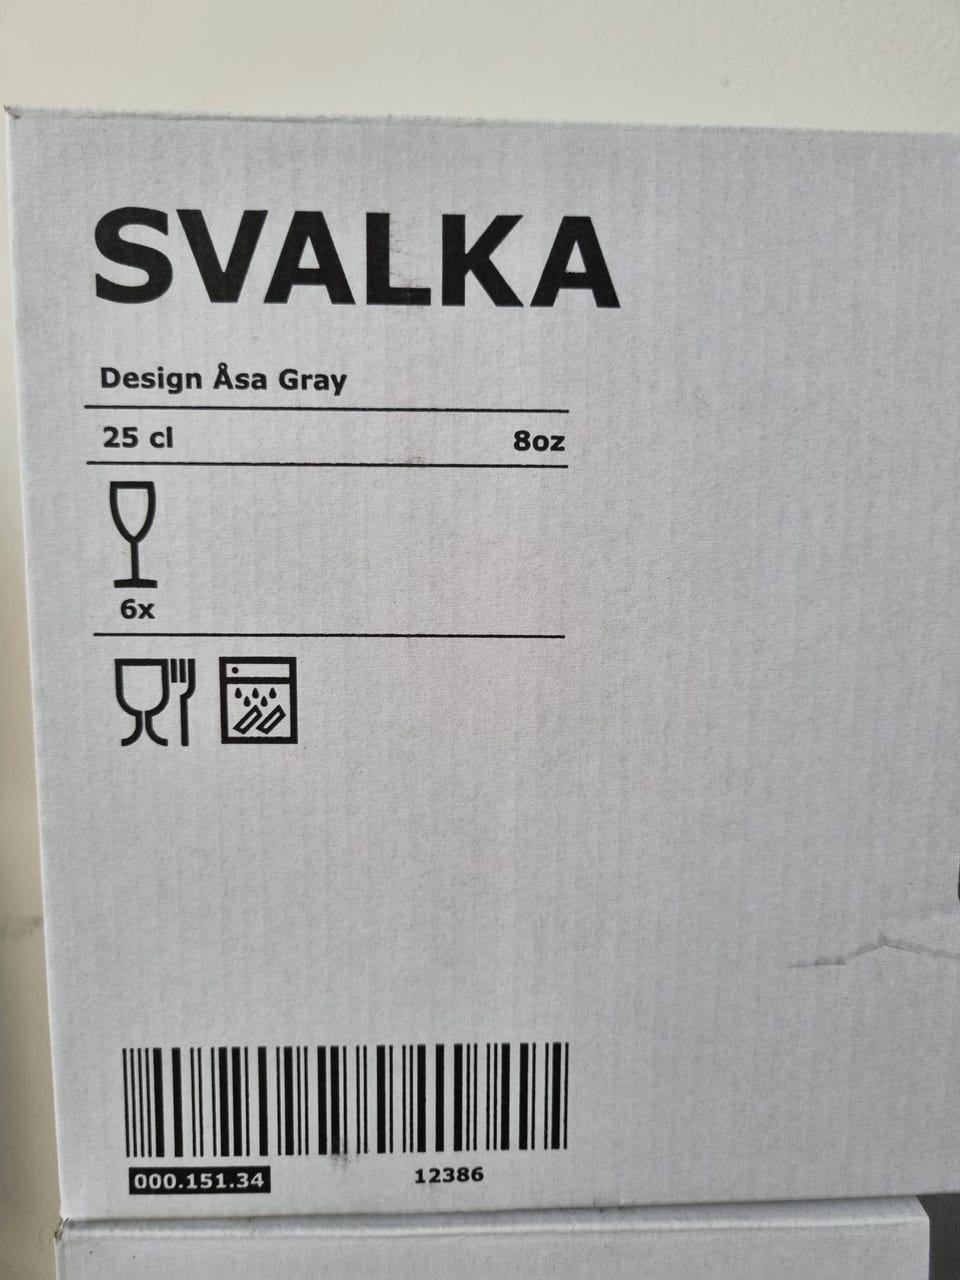 SVALKA
Design Åsa Gray
25 cl 8oz
6x
000.151.34 12386